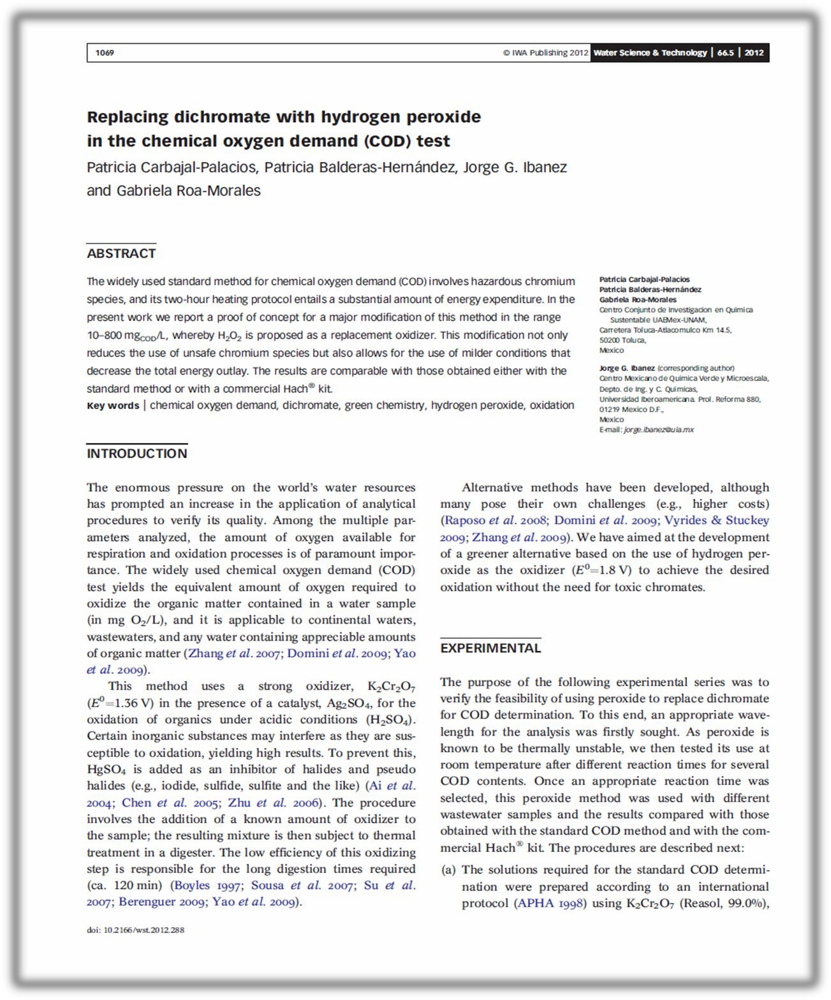 1069
© IWA Publishing 2012 Water Science & Technology | 66.5 | 2012
Replacing dichromate with hydrogen peroxide
in the chemical oxygen demand (COD) test
Patricia Carbajal-Palacios, Patricia Balderas-Hernández, Jorge G. Ibanez
and Gabriela Roa-Morales
ABSTRACT
The widely used standard method for chemical oxygen demand (COD) involves hazardous chromium
species, and its two-hour heating protocol entails a substantial amount of energy expenditure. In the
present work we report a proof of concept for a major modification of this method in the range
10–800 mgCOD/L, whereby H₂O₂ is proposed as a replacement oxidizer. This modification not only
reduces the use of unsafe chromium species but also allows for the use of milder conditions that
decrease the total energy outlay. The results are comparable with those obtained either with the
standard method or with a commercial Hach® kit.
Key words | chemical oxygen demand, dichromate, green chemistry, hydrogen peroxide, oxidation
Patricia Carbajal-Palacios
Patricia Balderas-Hernández
Gabriela Roa-Morales
Centro Conjunto de Investigacion en Quimica
Sustentable UAEMex-UNAM,
Carretera Toluca-Atlacomulco Km 14.5,
50200 Toluca,
Mexico
Jorge G. Ibanez (corresponding author)
Centro Mexicano de Quimica Verde y Microescala,
Depto. de Ing. y C. Quimicas,
Universidad Iberoamericana. Prol. Reforma 880,
01219 Mexico D.F.,
Mexico
E-mail: jorge.ibanez@uia.mx
INTRODUCTION
The enormous pressure on the world's water resources
has prompted an increase in the application of analytical
procedures to verify its quality. Among the multiple par-
ameters analyzed, the amount of oxygen available for
respiration and oxidation processes is of paramount impor-
tance. The widely used chemical oxygen demand (COD)
test yields the equivalent amount of oxygen required to
oxidize the organic matter contained in a water sample
(in mg O₂/L), and it is applicable to continental waters,
wastewaters, and any water containing appreciable amounts
of organic matter (Zhang et al. 2007; Domini et al. 2009; Yao
et al. 2009).
This method uses a strong oxidizer, K₂Cr₂O₇
(E⁰=1.36 V) in the presence of a catalyst, Ag₂SO₄, for the
oxidation of organics under acidic conditions (H₂SO₄).
Certain inorganic substances may interfere as they are sus-
ceptible to oxidation, yielding high results. To prevent this,
HgSO₄ is added as an inhibitor of halides and pseudo
halides (e.g., iodide, sulfide, sulfite and the like) (Ai et al.
2004; Chen et al. 2005; Zhu et al. 2006). The procedure
involves the addition of a known amount of oxidizer to
the sample; the resulting mixture is then subject to thermal
treatment in a digester. The low efficiency of this oxidizing
step is responsible for the long digestion times required
(ca. 120 min) (Boyles 1997; Sousa et al. 2007; Su et al.
2007; Berenguer 2009; Yao et al. 2009).
Alternative methods have been developed, although
many pose their own challenges (e.g., higher costs)
(Raposo et al. 2008; Domini et al. 2009; Vyrides & Stuckey
2009; Zhang et al. 2009). We have aimed at the development
of a greener alternative based on the use of hydrogen per-
oxide as the oxidizer (E⁰=1.8 V) to achieve the desired
oxidation without the need for toxic chromates.
EXPERIMENTAL
The purpose of the following experimental series was to
verify the feasibility of using peroxide to replace dichromate
for COD determination. To this end, an appropriate wave-
length for the analysis was firstly sought. As peroxide is
known to be thermally unstable, we then tested its use at
room temperature after different reaction times for several
COD contents. Once an appropriate reaction time was
selected, this peroxide method was used with different
wastewater samples and the results compared with those
obtained with the standard COD method and with the com-
mercial Hach® kit. The procedures are described next:
(a) The solutions required for the standard COD determi-
nation were prepared according to an international
protocol (APHA 1998) using K₂Cr₂O₇ (Reasol, 99.0%),
doi: 10.2166/wst.2012.288